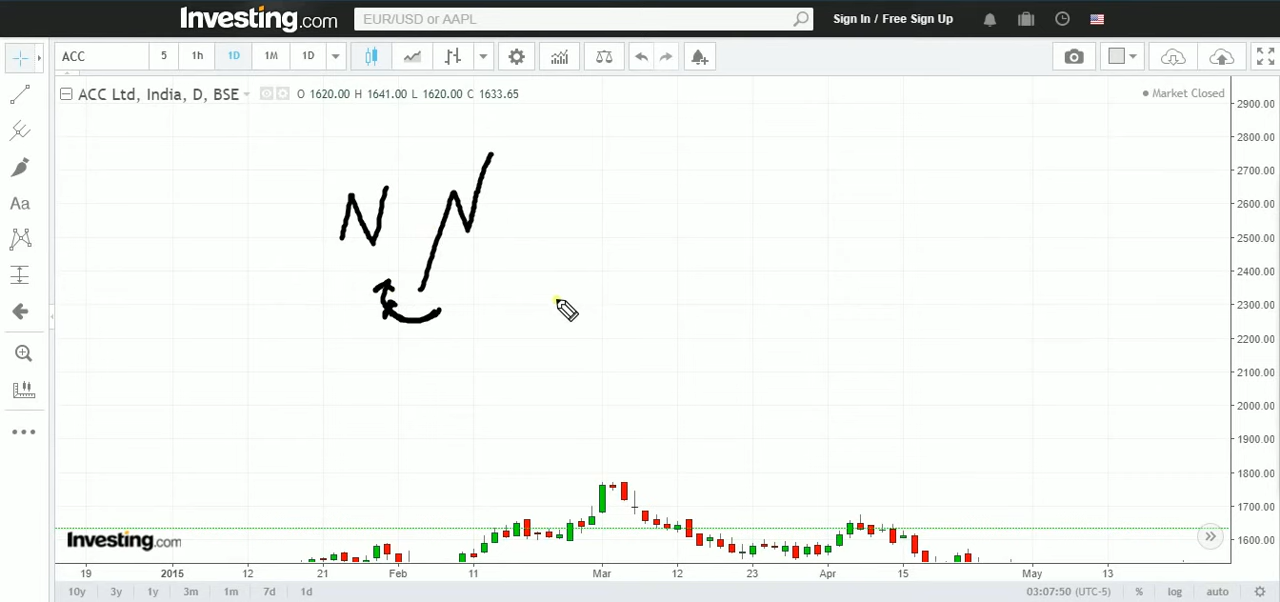 Investing.com EUR/USD or AAPL Sign In / Free Sign Up
ACC 5 1h 1D 1M 1D
ACC Ltd, India, D, BSE O 1620.00 H 1641.00 L 1620.00 C 1633.65 Market Closed
2900.00
2800.00
2700.00
N N
2600.00
Aa
2500.00
2400.00
2300.00
2200.00
2100.00
2000.00
1900.00
1800.00
1700.00
1600.00
Investing.com
19 2015 12 21 Feb 11 Mar 12 23 Apr 15 May 13
10y 3y 1y 3m 1m 7d 1d 03:07:50 (UTC-5) % log auto